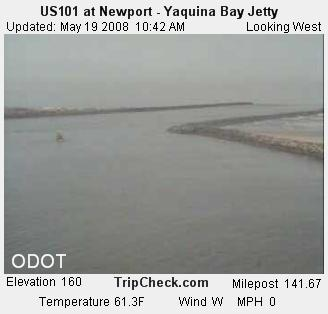 US101 at Newport - Yaquina Bay Jetty
Updated: May 19 2008 10:42 AM Looking West
ODOT
Elevation 160 TripCheck.com Milepost 141.67
Temperature 61.3F Wind W MPH 0